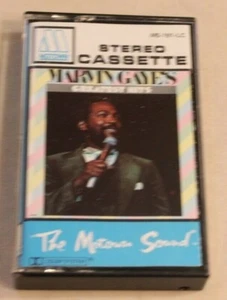 STEREO
CASSETTE
MARVIN GAYE'S
GREATEST HITS
The Motown Sound